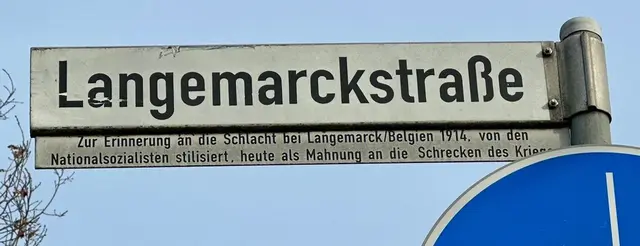 Langemarckstraße
Zur Erinnerung an die Schlacht bei Langemarck/Belgien 1914, von den
Nationalsozialisten stilisiert, heute als Mahnung an die Schrecken des Kriege